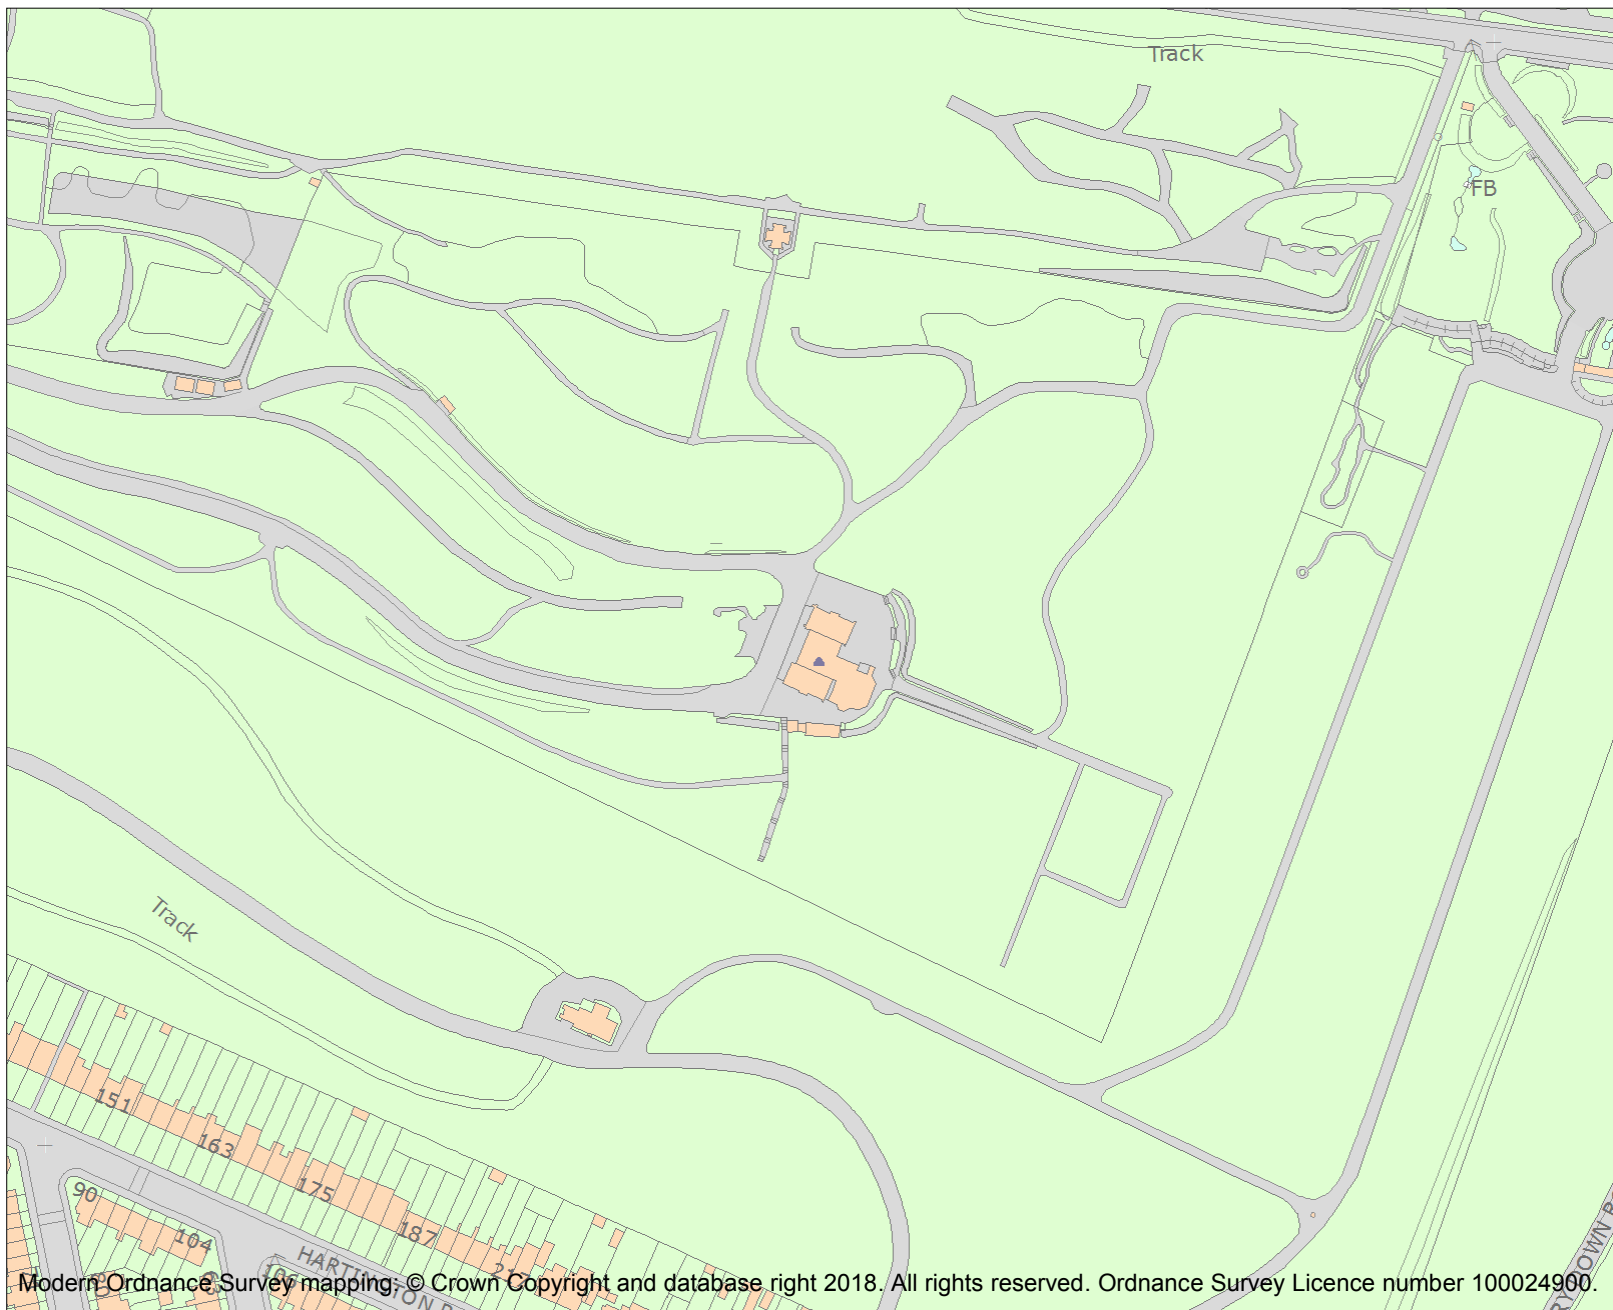 Track
FB
Track
151
163
175
187
90
104
HARTINGTON R
Modern Ordnance Survey mapping: © Crown Copyright and database right 2018. All rights reserved. Ordnance Survey Licence number 100024900.